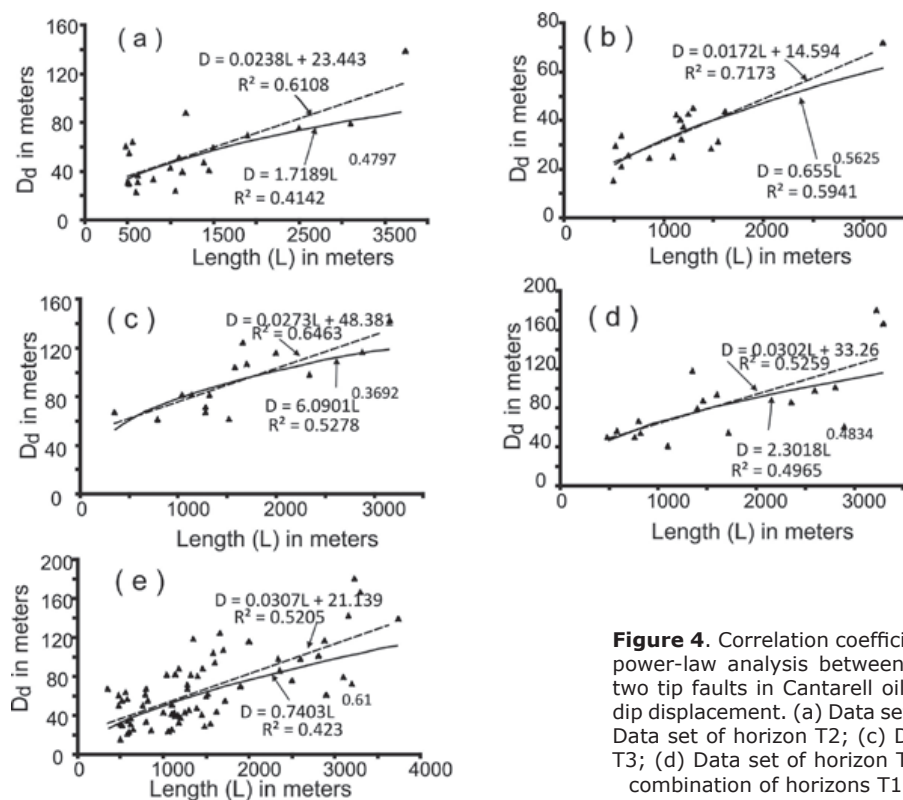 ( a )
160
120
80
40
0
D = 0.0238L + 23.443
R² = 0.6108
0.4797
D = 1.7189L
R² = 0.4142
Dd in meters
0 500 1500 2500 3500
Length (L) in meters
( b )
80
60
40
20
0
D = 0.0172L + 14.594
R² = 0.7173
0.5625
D = 0.655L
R² = 0.5941
Dd in meters
0 1000 2000 3000
Length (L) in meters
( c )
160
120
80
40
0
D = 0.0273L + 48.381
R² = 0.6463
0.3692
D = 6.0901L
R² = 0.5278
Dd in meters
0 1000 2000 3000
Length (L) in meters
( d )
200
160
120
80
40
0
D = 0.0302L + 33.26
R² = 0.5259
0.4834
D = 2.3018L
R² = 0.4965
Dd in meters
0 1000 2000 3000
Length (L) in meters
( e )
200
160
120
80
40
0
D = 0.0307L + 21.139
R² = 0.5205
0.61
D = 0.7403L
R² = 0.423
Dd in meters
0 1000 2000 3000 4000
Figure 4. Correlation coeffici
power-law analysis between
two tip faults in Cantarell oil
dip displacement. (a) Data se
Data set of horizon T2; (c) D
T3; (d) Data set of horizon T
combination of horizons T1